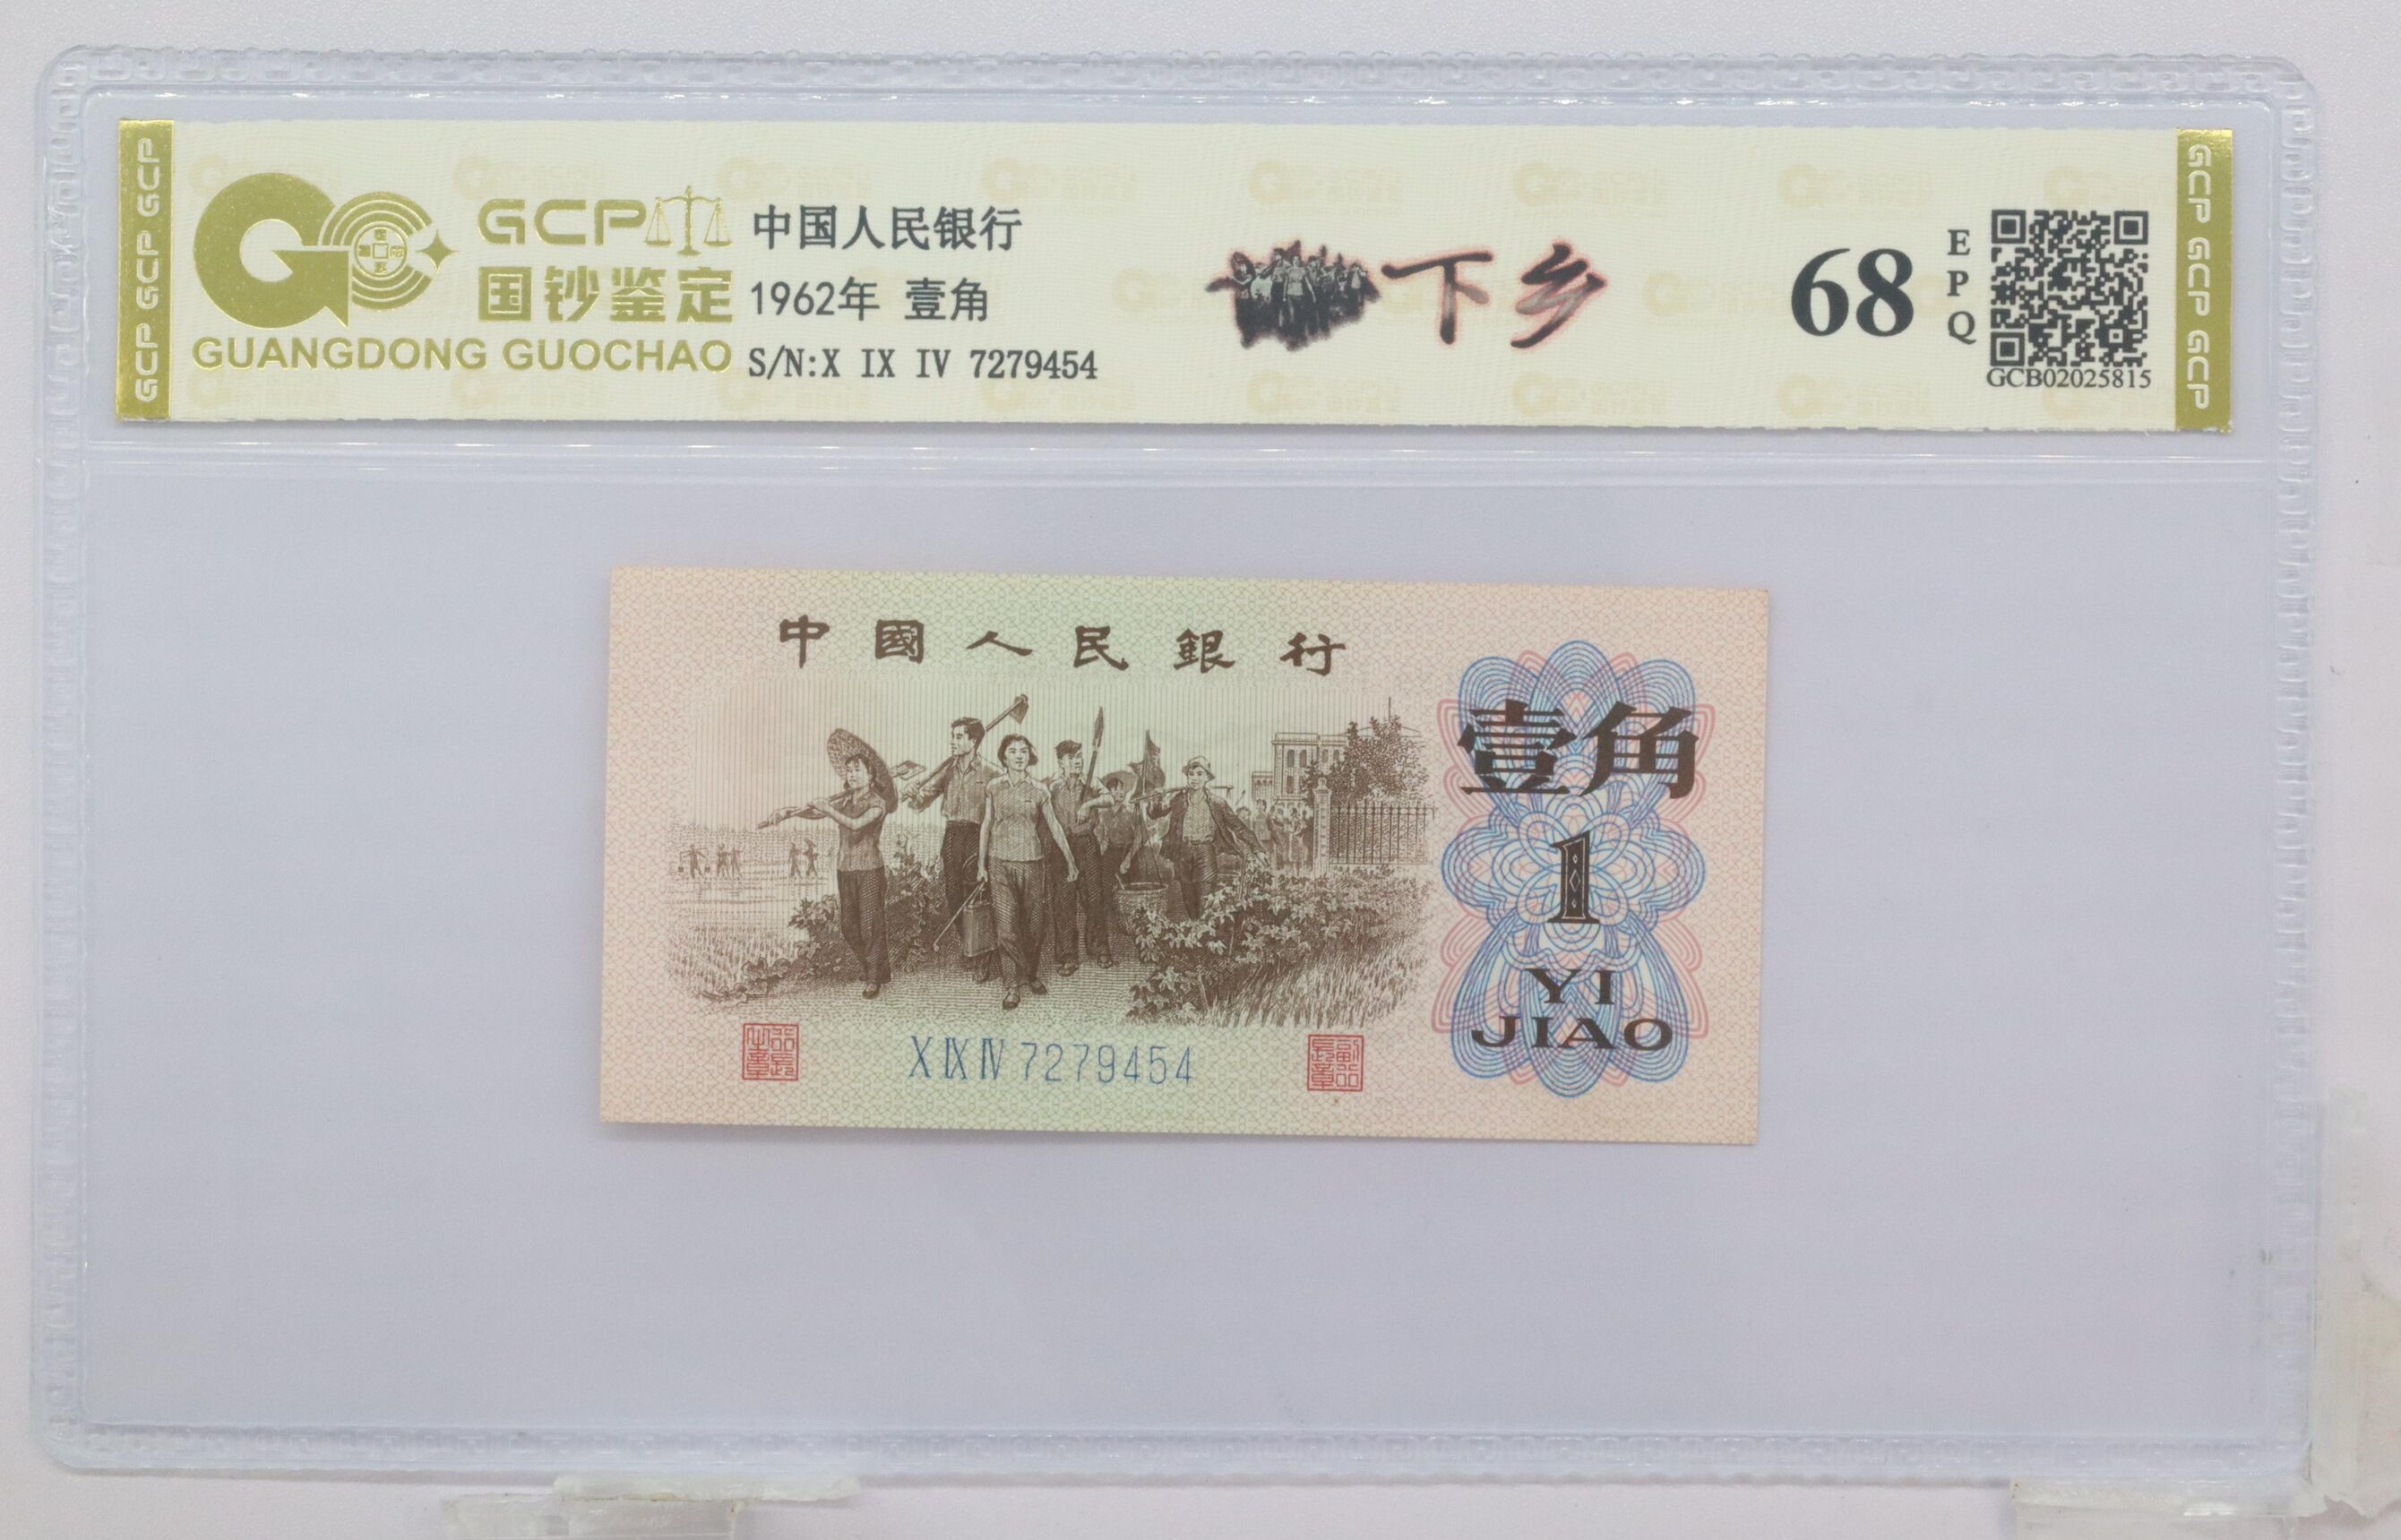 GCP GCP GCP
GCP
国钞鉴定
GUANGDONG GUOCHAO
中国人民银行
1962年 壹角
S/N:X IX IV 7279454
下乡
68
EPQ
GCB02025815
GCP GCP GCP
中國人民銀行
壹角
1
YI
JIAO
X IX IV 7279454